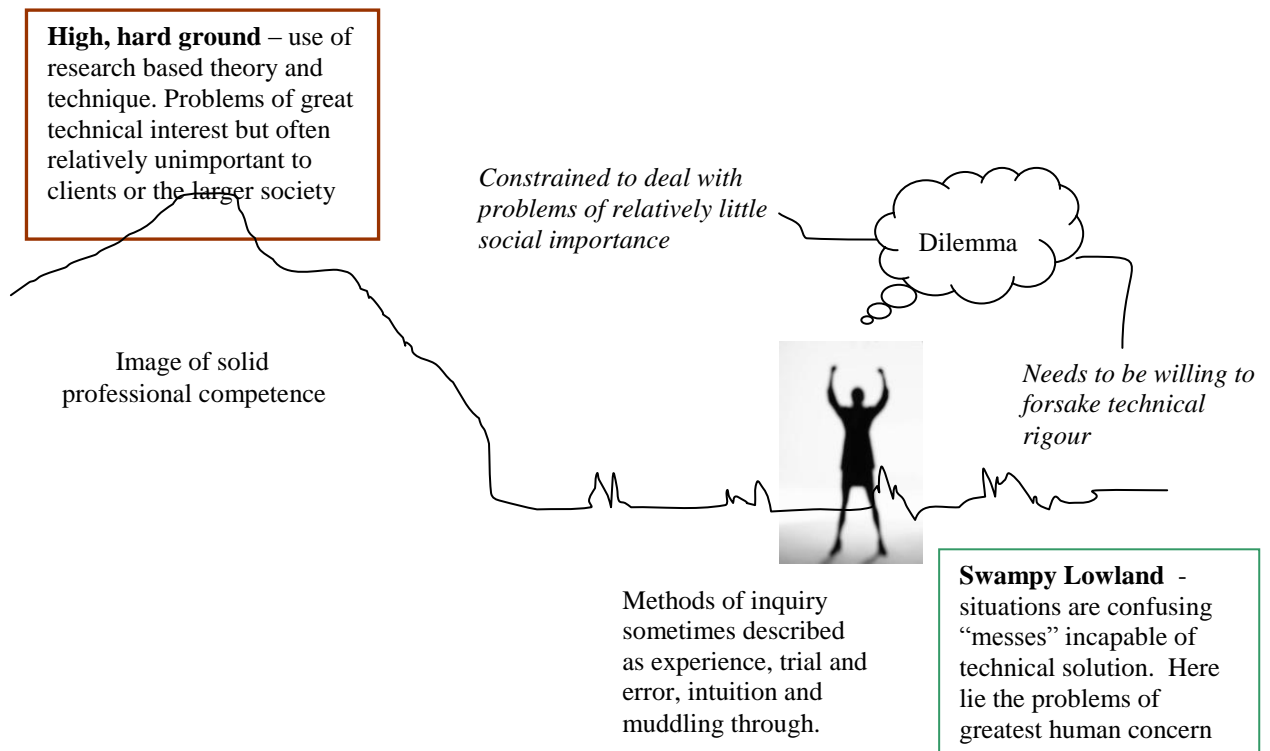 High, hard ground – use of
research based theory and
technique. Problems of great
technical interest but often
relatively unimportant to
clients or the larger society
Image of solid
professional competence
Constrained to deal with
problems of relatively little
social importance
Dilemma
Needs to be willing to
forsake technical
rigour
Methods of inquiry
sometimes described
as experience, trial and
error, intuition and
muddling through.
Swampy Lowland -
situations are confusing
“messes” incapable of
technical solution. Here
lie the problems of
greatest human concern